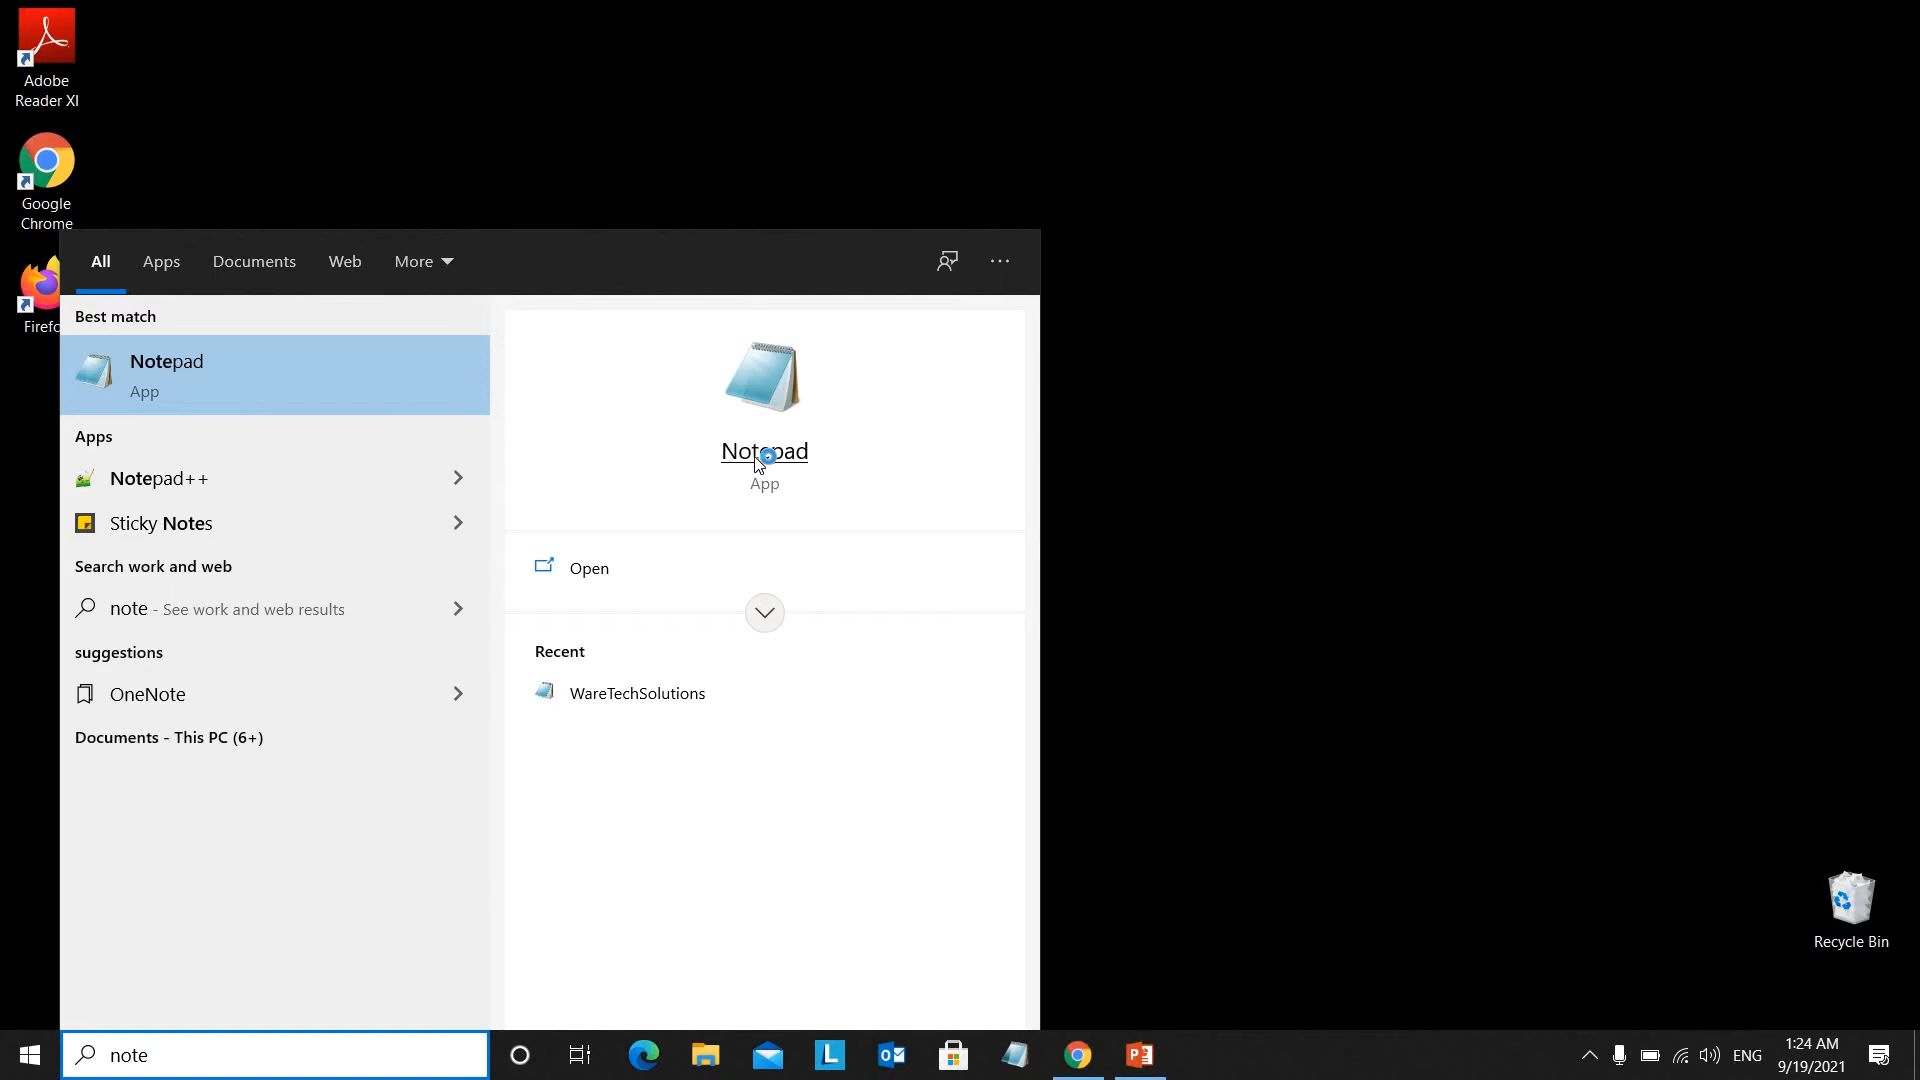 Adobe
Reader XI
Google
Chrome
Firefo
All Apps Documents Web More
Best match
Notepad
App
Apps
Notepad++
Sticky Notes
Search work and web
note - See work and web results
suggestions
OneNote
Documents - This PC (6+)
Notepad
App
Open
Recent
WareTechSolutions
Recycle Bin
note
L
O
P
ENG
1:24 AM
9/19/2021